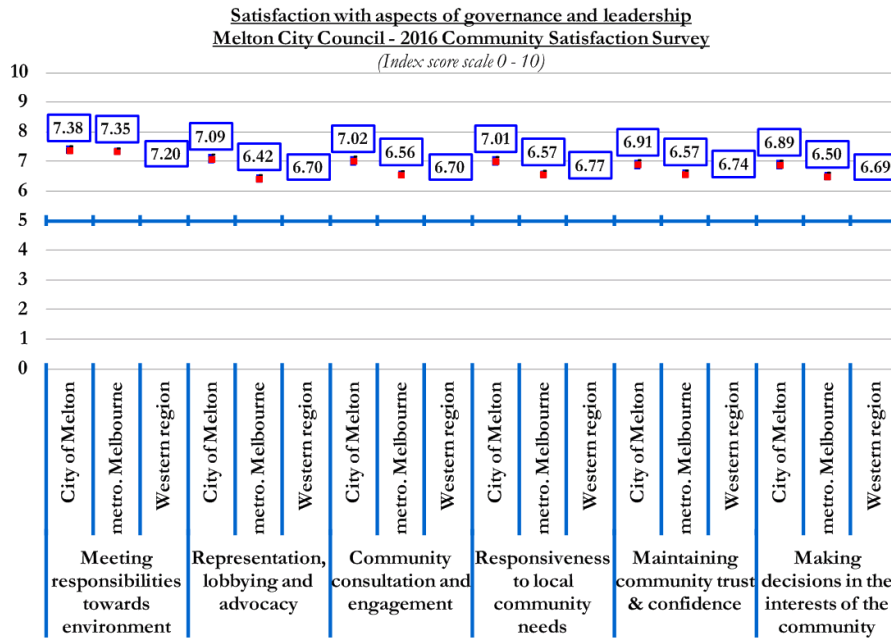 Satisfaction with aspects of governance and leadership
Melton City Council - 2016 Community Satisfaction Survey
(Index score scale 0 - 10)
10
9
8
7
6
5
4
3
2
1
0
7.38
7.35
7.20
7.09
6.42
6.70
7.02
6.56
6.70
7.01
6.57
6.77
6.91
6.57
6.74
6.89
6.50
6.69
City of Melton
metro. Melbourne
Western region
City of Melton
metro. Melbourne
Western region
City of Melton
metro. Melbourne
Western region
City of Melton
metro. Melbourne
Western region
City of Melton
metro. Melbourne
Western region
City of Melton
metro. Melbourne
Western region
Meeting
responsibilities
towards
environment
Representation,
lobbying and
advocacy
Community
consultation and
engagement
Responsiveness
to local
community
needs
Maintaining
community trust
& confidence
Making
decisions in the
interests of the
community